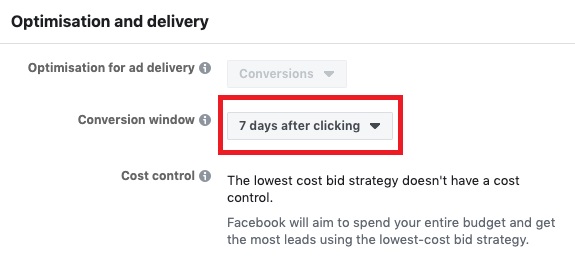 Optimisation and delivery
Optimisation for ad delivery
Conversions
Conversion window
7 days after clicking
Cost control
The lowest cost bid strategy doesn't have a cost
control.
Facebook will aim to spend your entire budget and get
the most leads using the lowest-cost bid strategy.